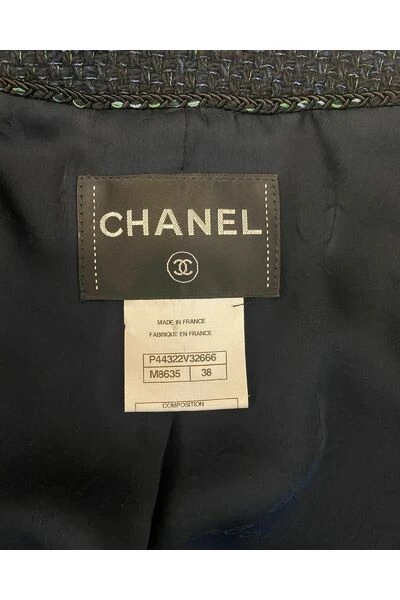 CHANEL
MADE IN FRANCE
FABRIQUE EN FRANCE
P44322V32666
M8635 38
COMPOSITION